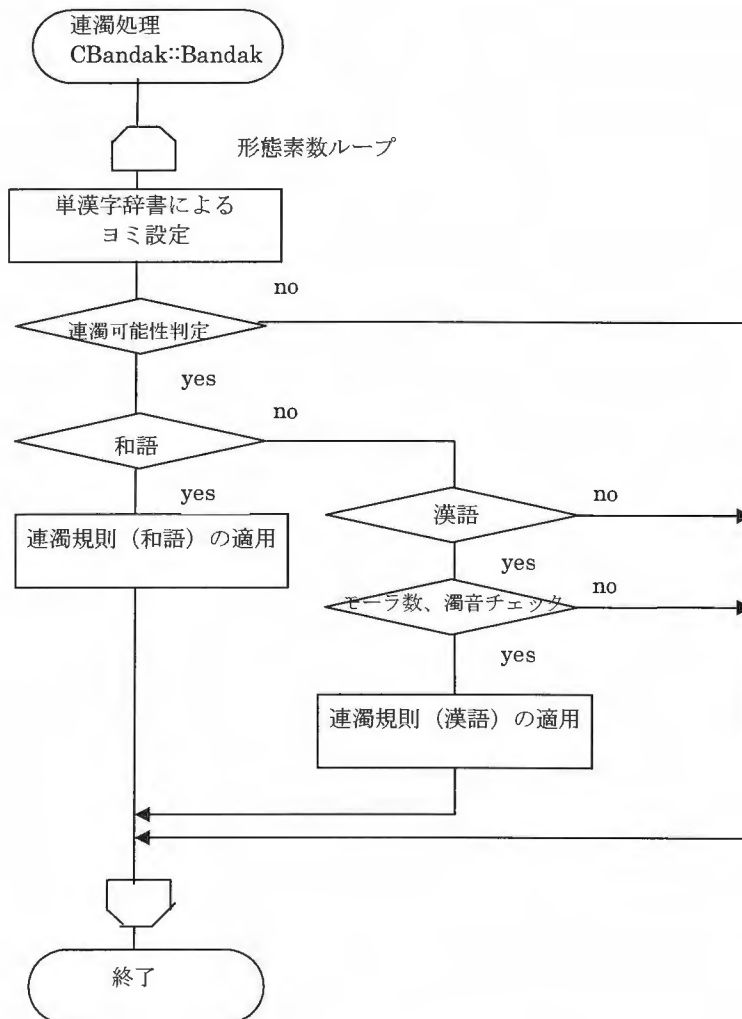 連濁処理
CBandak::Bandak
形態素数ループ
単漢字辞書による
ヨミ設定
no
連濁可能性判定
yes
no
和語
yes
no
漢語
連濁規則（和語）の適用
yes
no
モーラ数、濁音チェック
yes
連濁規則（漢語）の適用
終了